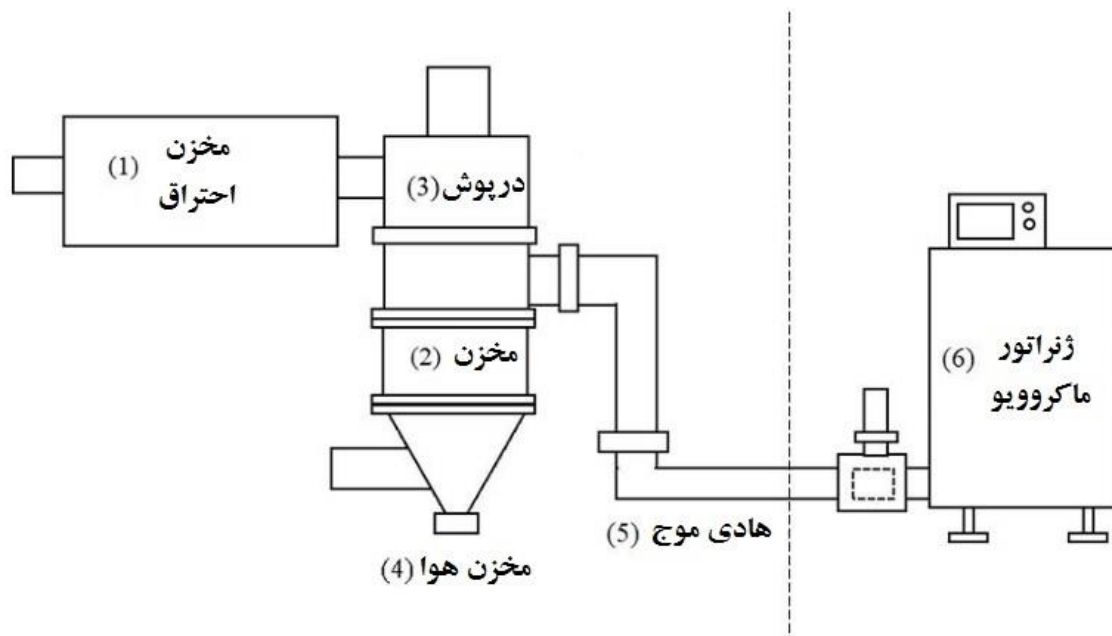 (1) مخزن
احتراق
(3) درپوش
(2) مخزن
(6) ژنراتور
ماکروویو
(5) هادی موج
(4) مخزن هوا